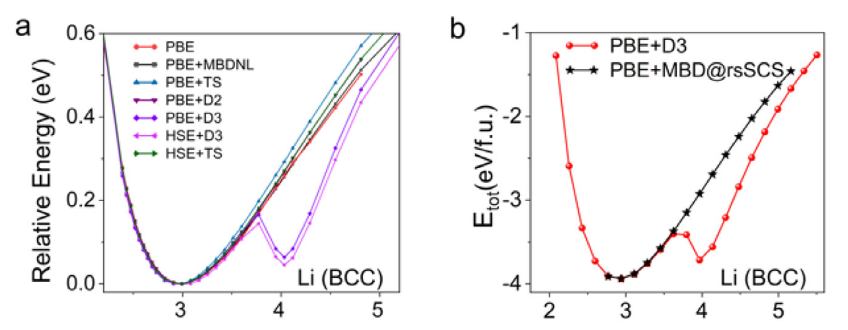 a
0.6
0.4
0.2
0.0
Relative Energy (eV)
PBE
PBE+MBDNL
PBE+TS
PBE+D2
PBE+D3
HSE+D3
HSE+TS
Li (BCC)
3
4
5
b
-1
-2
-3
-4
E_tot(eV/f.u.)
PBE+D3
PBE+MBD@rsSCS
Li (BCC)
2
3
4
5